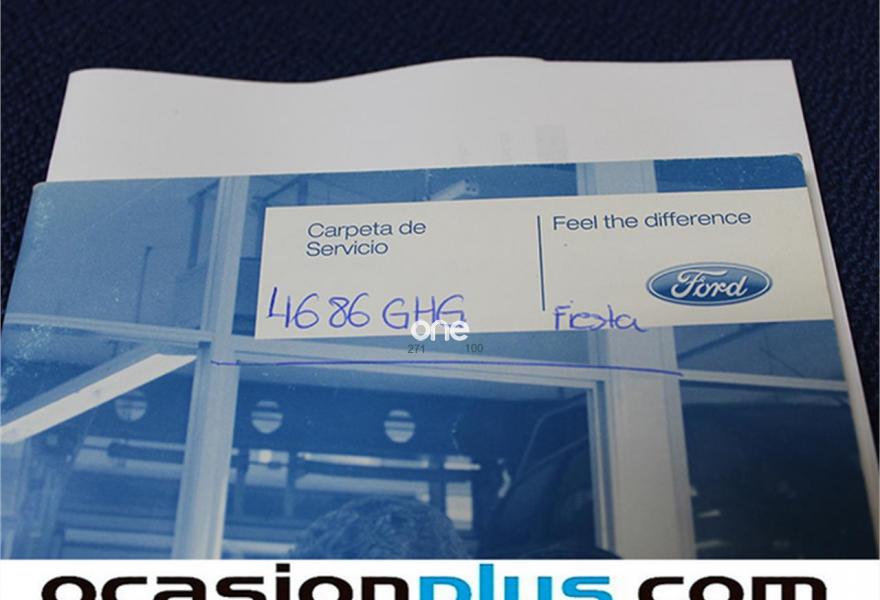 Carpeta de
Servicio
Feel the difference
Ford
4686 GHG
Fiesta
one
271 100
ocasionplus.com